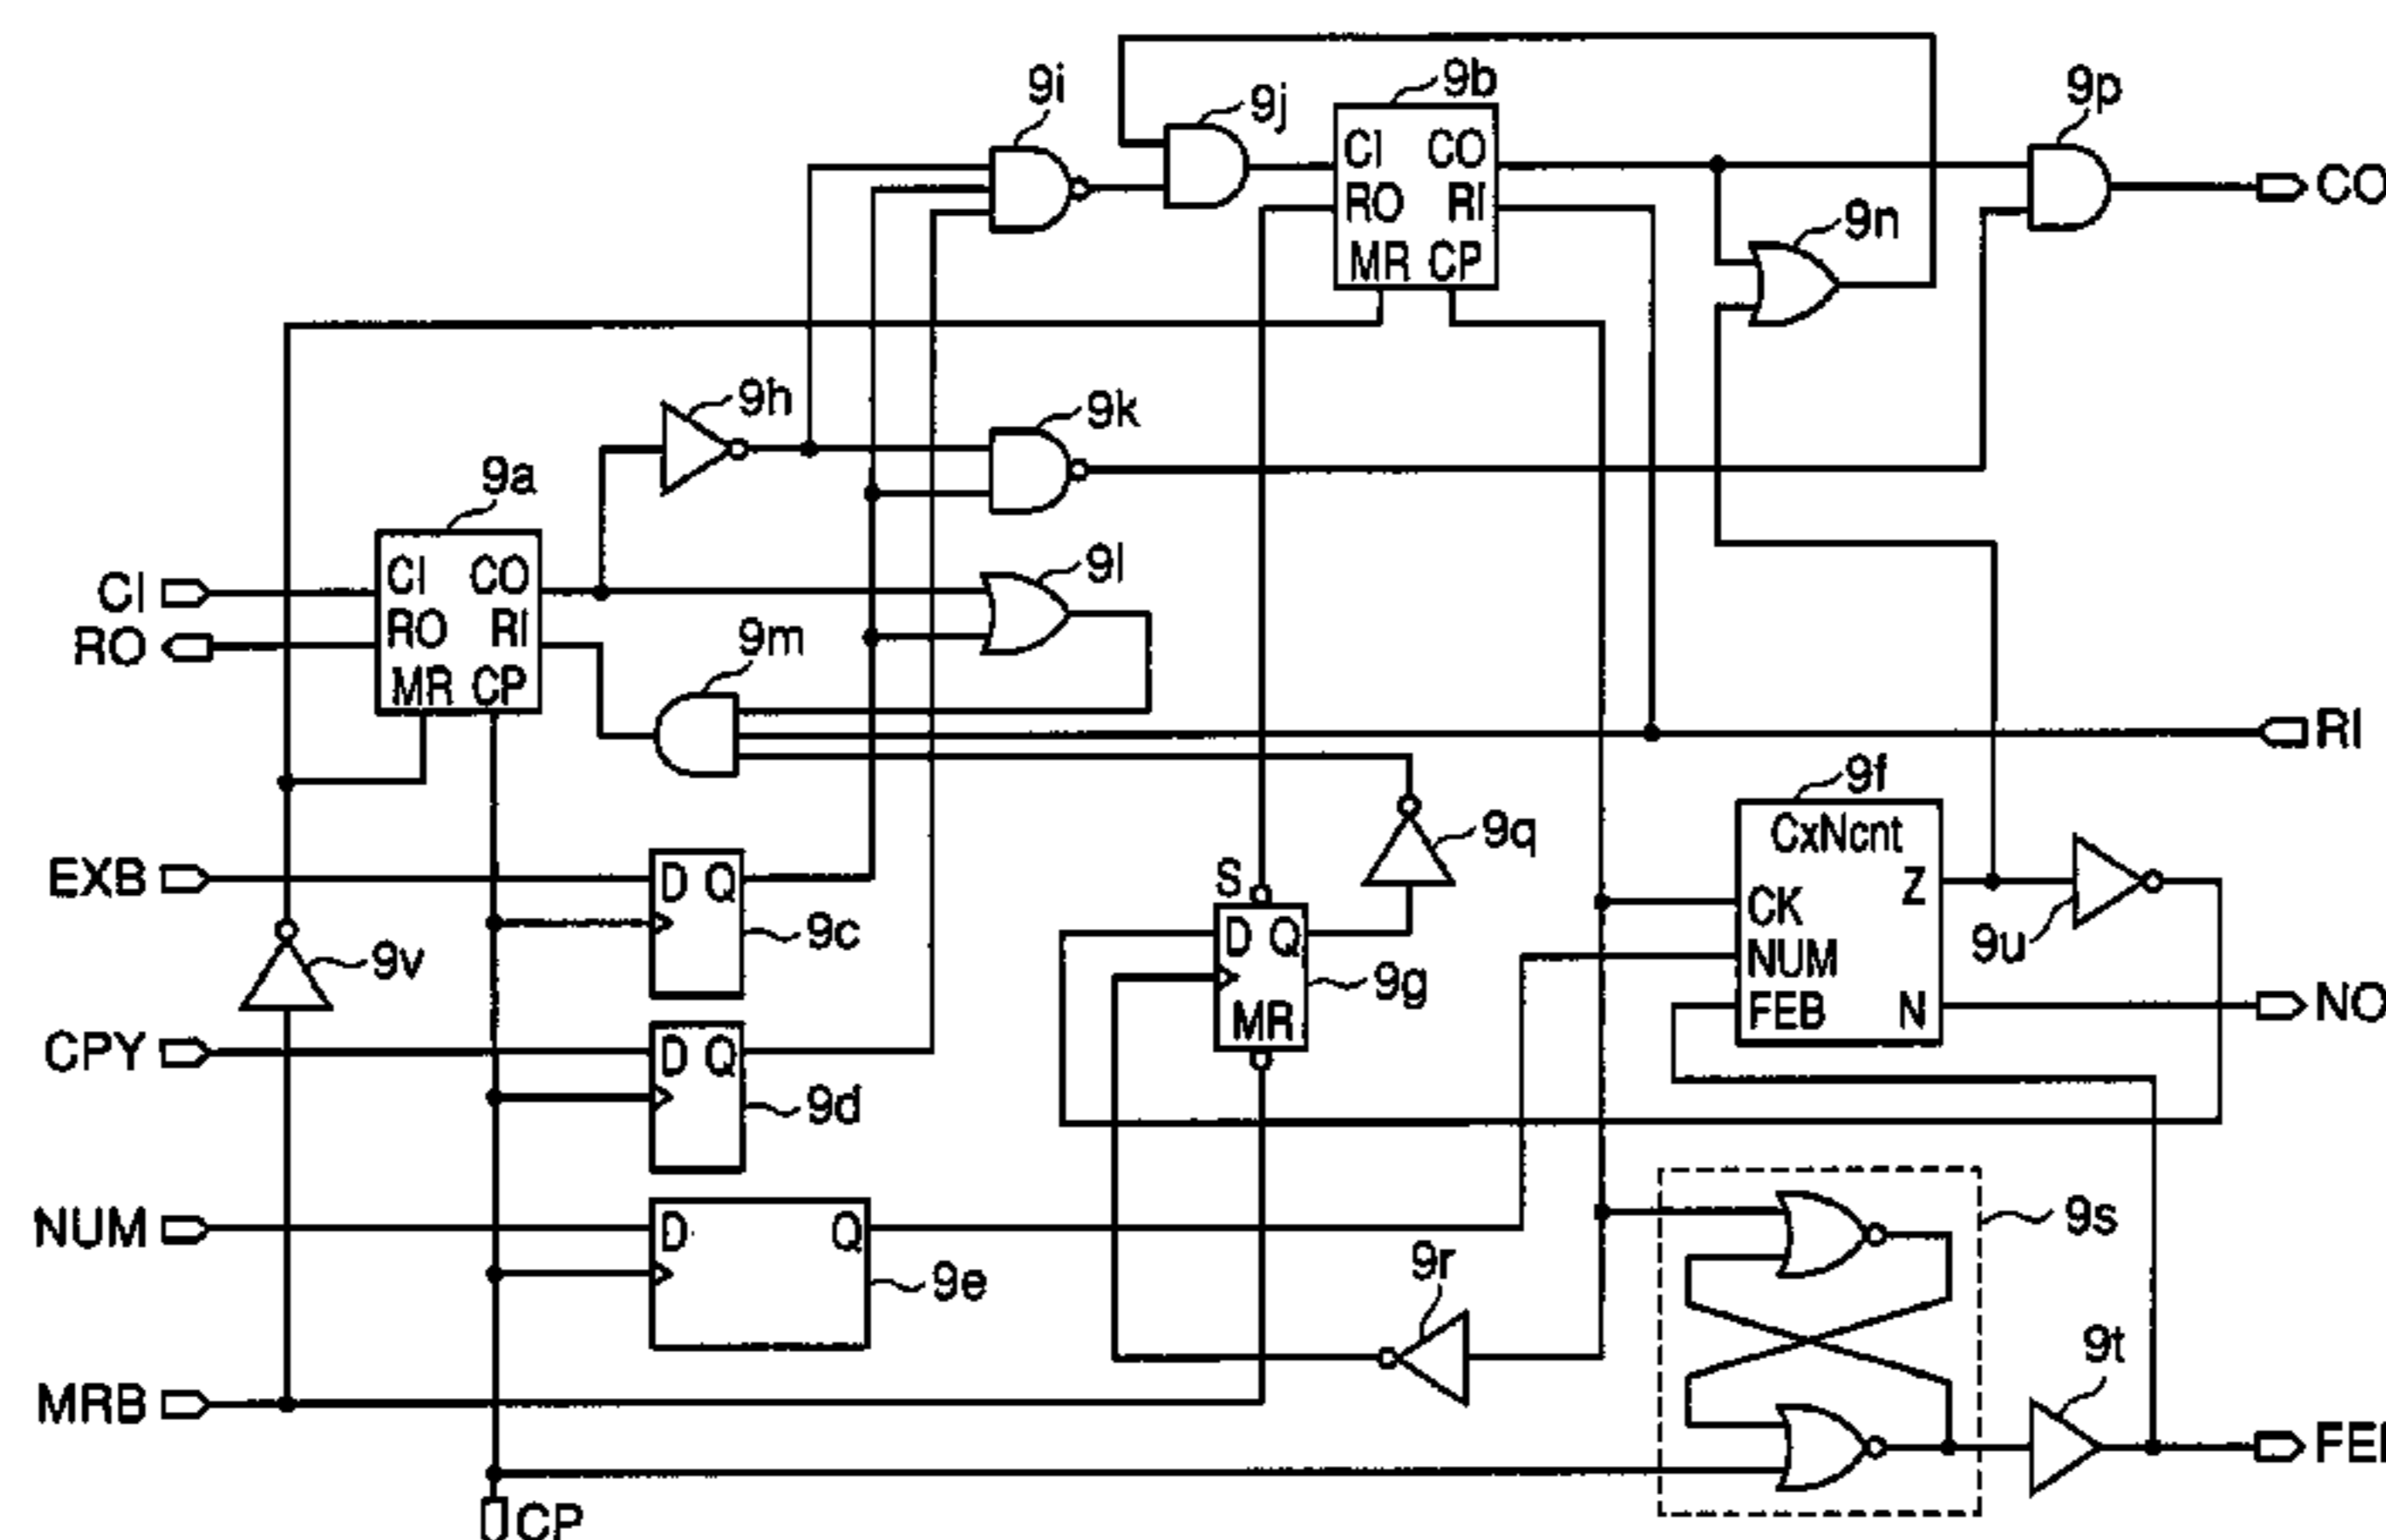 9i
9j
9b
9p
CI CO
RO RI
MR CP
CO
9n
9h
9k
9a
9l
CI
CI CO
RO RI
MR CP
RO
9m
RI
9f
CxNcnt
Z
CK
NUM
FEB N
9q
9u
NO
EXB
D Q
9c
9v
S
D Q
MR
9g
CPY
D Q
9d
NUM
D Q
9e
9r
9s
9t
MRB
CP